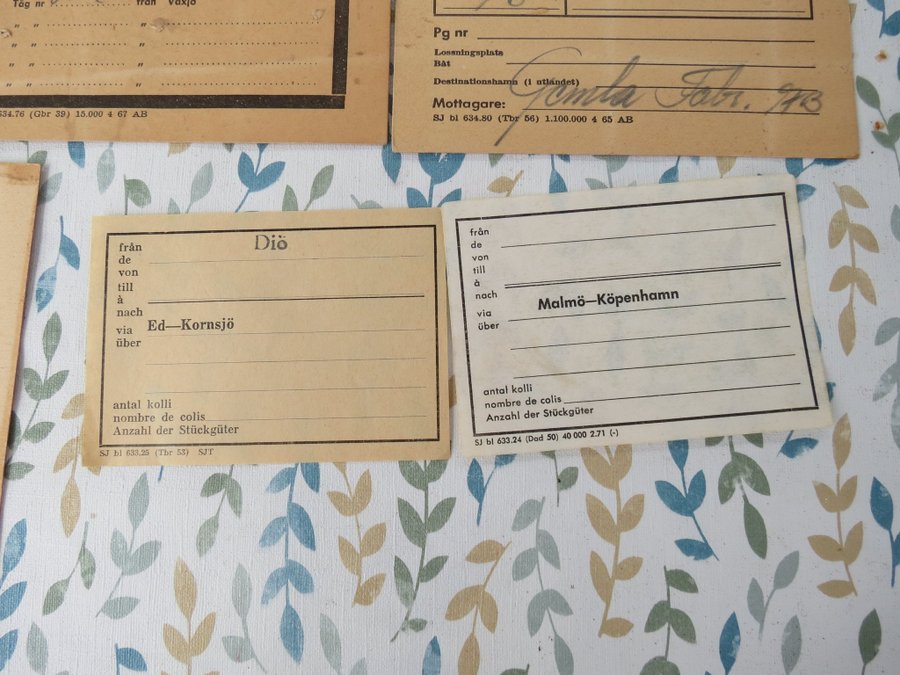 Tåg nr från Växjö
" " "
" " "
" " "
634.76 (Gbr 39) 15.000 4 67 AB
Pg nr
Lossningsplats
Båt
Destinationshamn (i utlandet)
Mottagare: Gemla Fabr.
SJ bl 634.80 (Tbr 56) 1.100.000 4 65 AB
från Diö
de
von
till
à
nach
via Ed—Kornsjö
über
antal kolli
nombre de colis
Anzahl der Stückgüter
SJ bl 633.25 (Tbr 53) SJT
från
de
von
till
à
nach
via Malmö—Köpenhamn
über
antal kolli
nombre de colis
Anzahl der Stückgüter
SJ bl 633.24 (Dad 50) 40 000 2.71 (-)